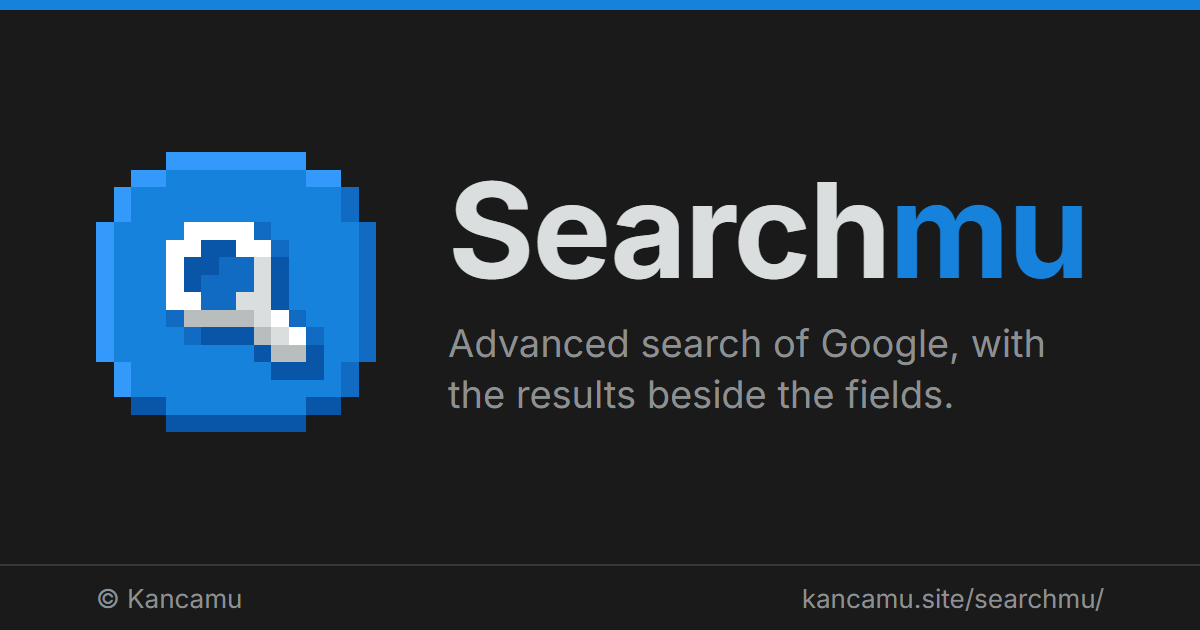 Searchmu
Advanced search of Google, with
the results beside the fields.
© Kancamu
kancamu.site/searchmu/